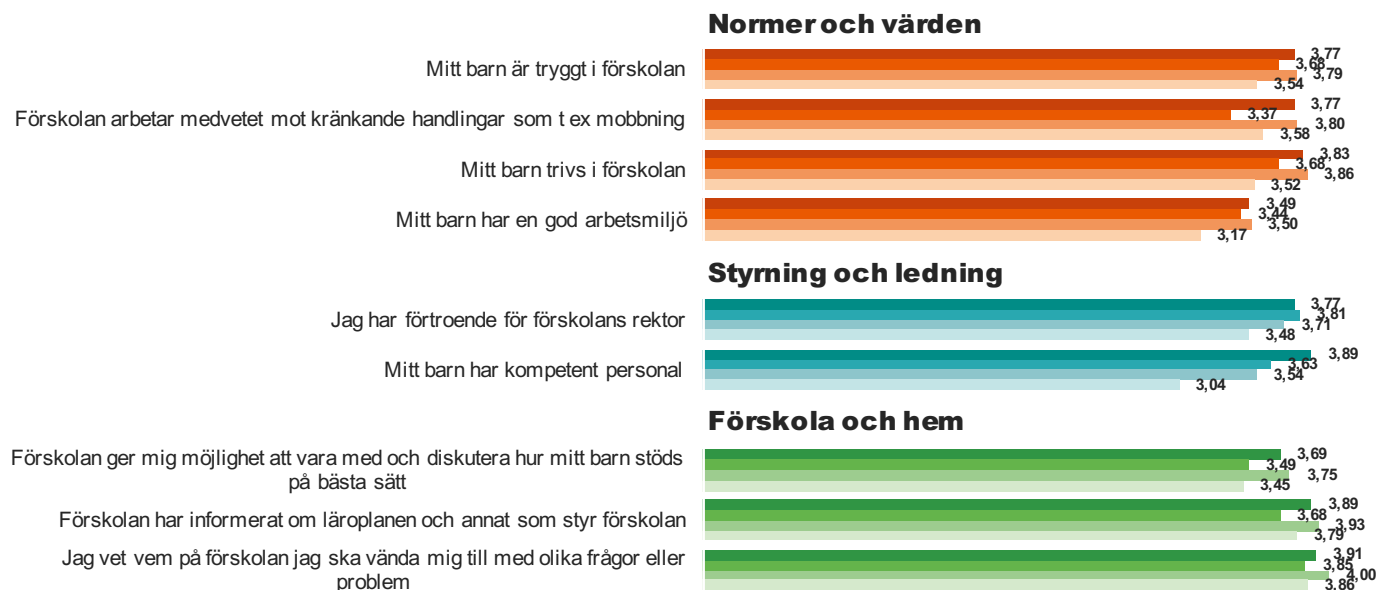 Normer och värden
Mitt barn är tryggt i förskolan
3,77
3,68
3,79
3,54
Förskolan arbetar medvetet mot kränkande handlingar som t ex mobbning
3,77
3,37
3,80
3,58
Mitt barn trivs i förskolan
3,83
3,68
3,86
3,52
Mitt barn har en god arbetsmiljö
3,49
3,44
3,50
3,17
Styrning och ledning
Jag har förtroende för förskolans rektor
3,77
3,81
3,71
3,48
Mitt barn har kompetent personal
3,89
3,63
3,54
3,04
Förskola och hem
Förskolan ger mig möjlighet att vara med och diskutera hur mitt barn stöds
på bästa sätt
3,69
3,49
3,75
3,45
Förskolan har informerat om läroplanen och annat som styr förskolan
3,89
3,68
3,93
3,79
Jag vet vem på förskolan jag ska vända mig till med olika frågor eller
problem
3,91
3,85
4,00
3,86